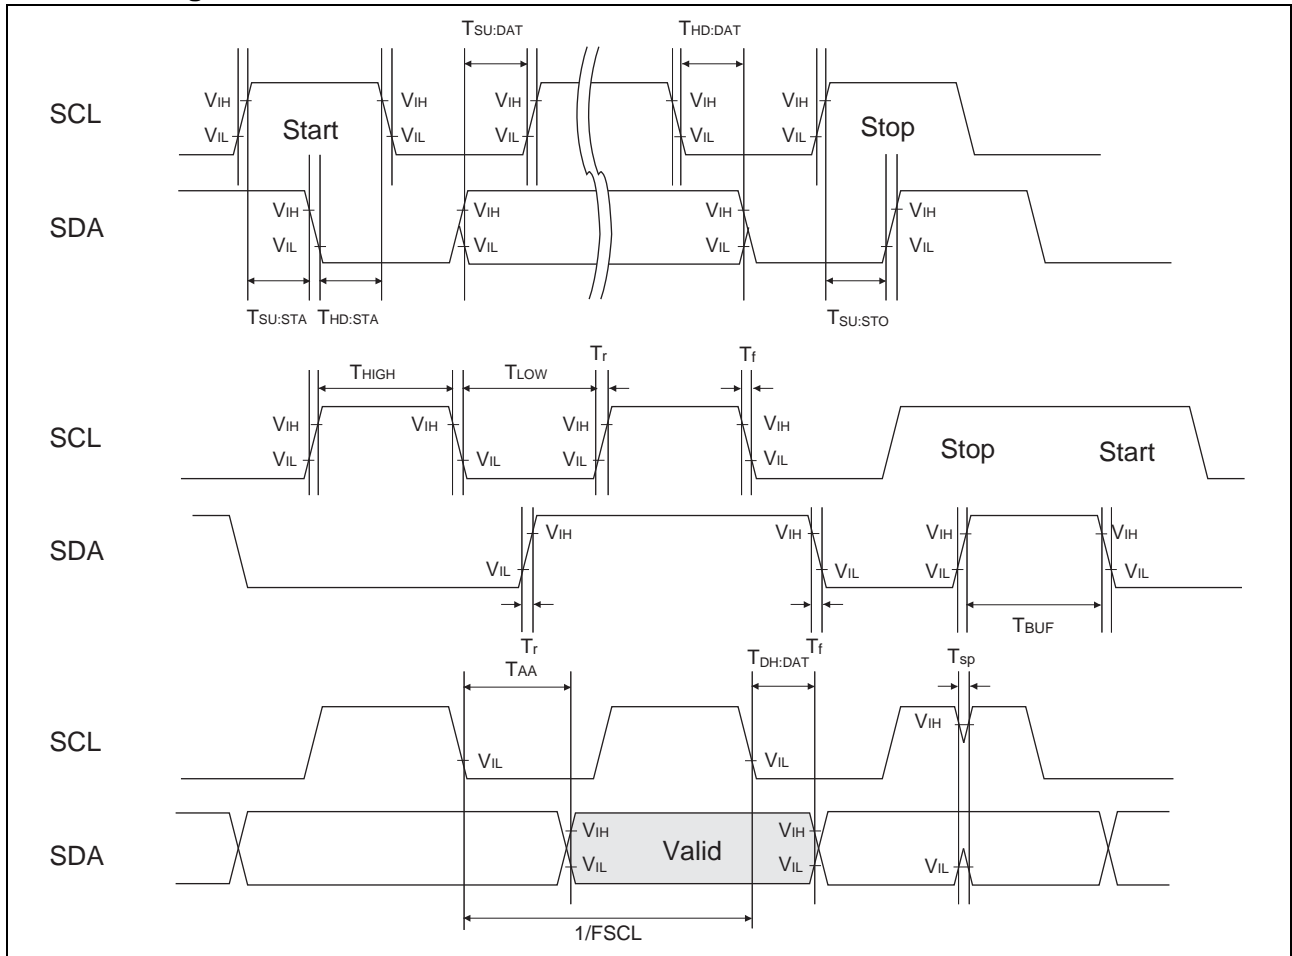 TSU:DAT THD:DAT
SCL VIH VIH VIH VIH VIH
Start Stop
VIL VIL VIL VIL VIL
SDA VIH VIH VIH VIH
VIL VIL VIL VIL
TSU:STA THD:STA TSU:STO
THIGH TLOW Tr Tf
SCL VIH VIH VIH VIH
Stop Start
VIL VIL VIL VIL
SDA VIH VIH VIH VIH
VIL VIL VIL VIL
TBUF
Tr Tf
TAA TDH:DAT Tsp
SCL VIH
VIL VIL
SDA VIH Valid VIH
VIL VIL VIL
1/FSCL